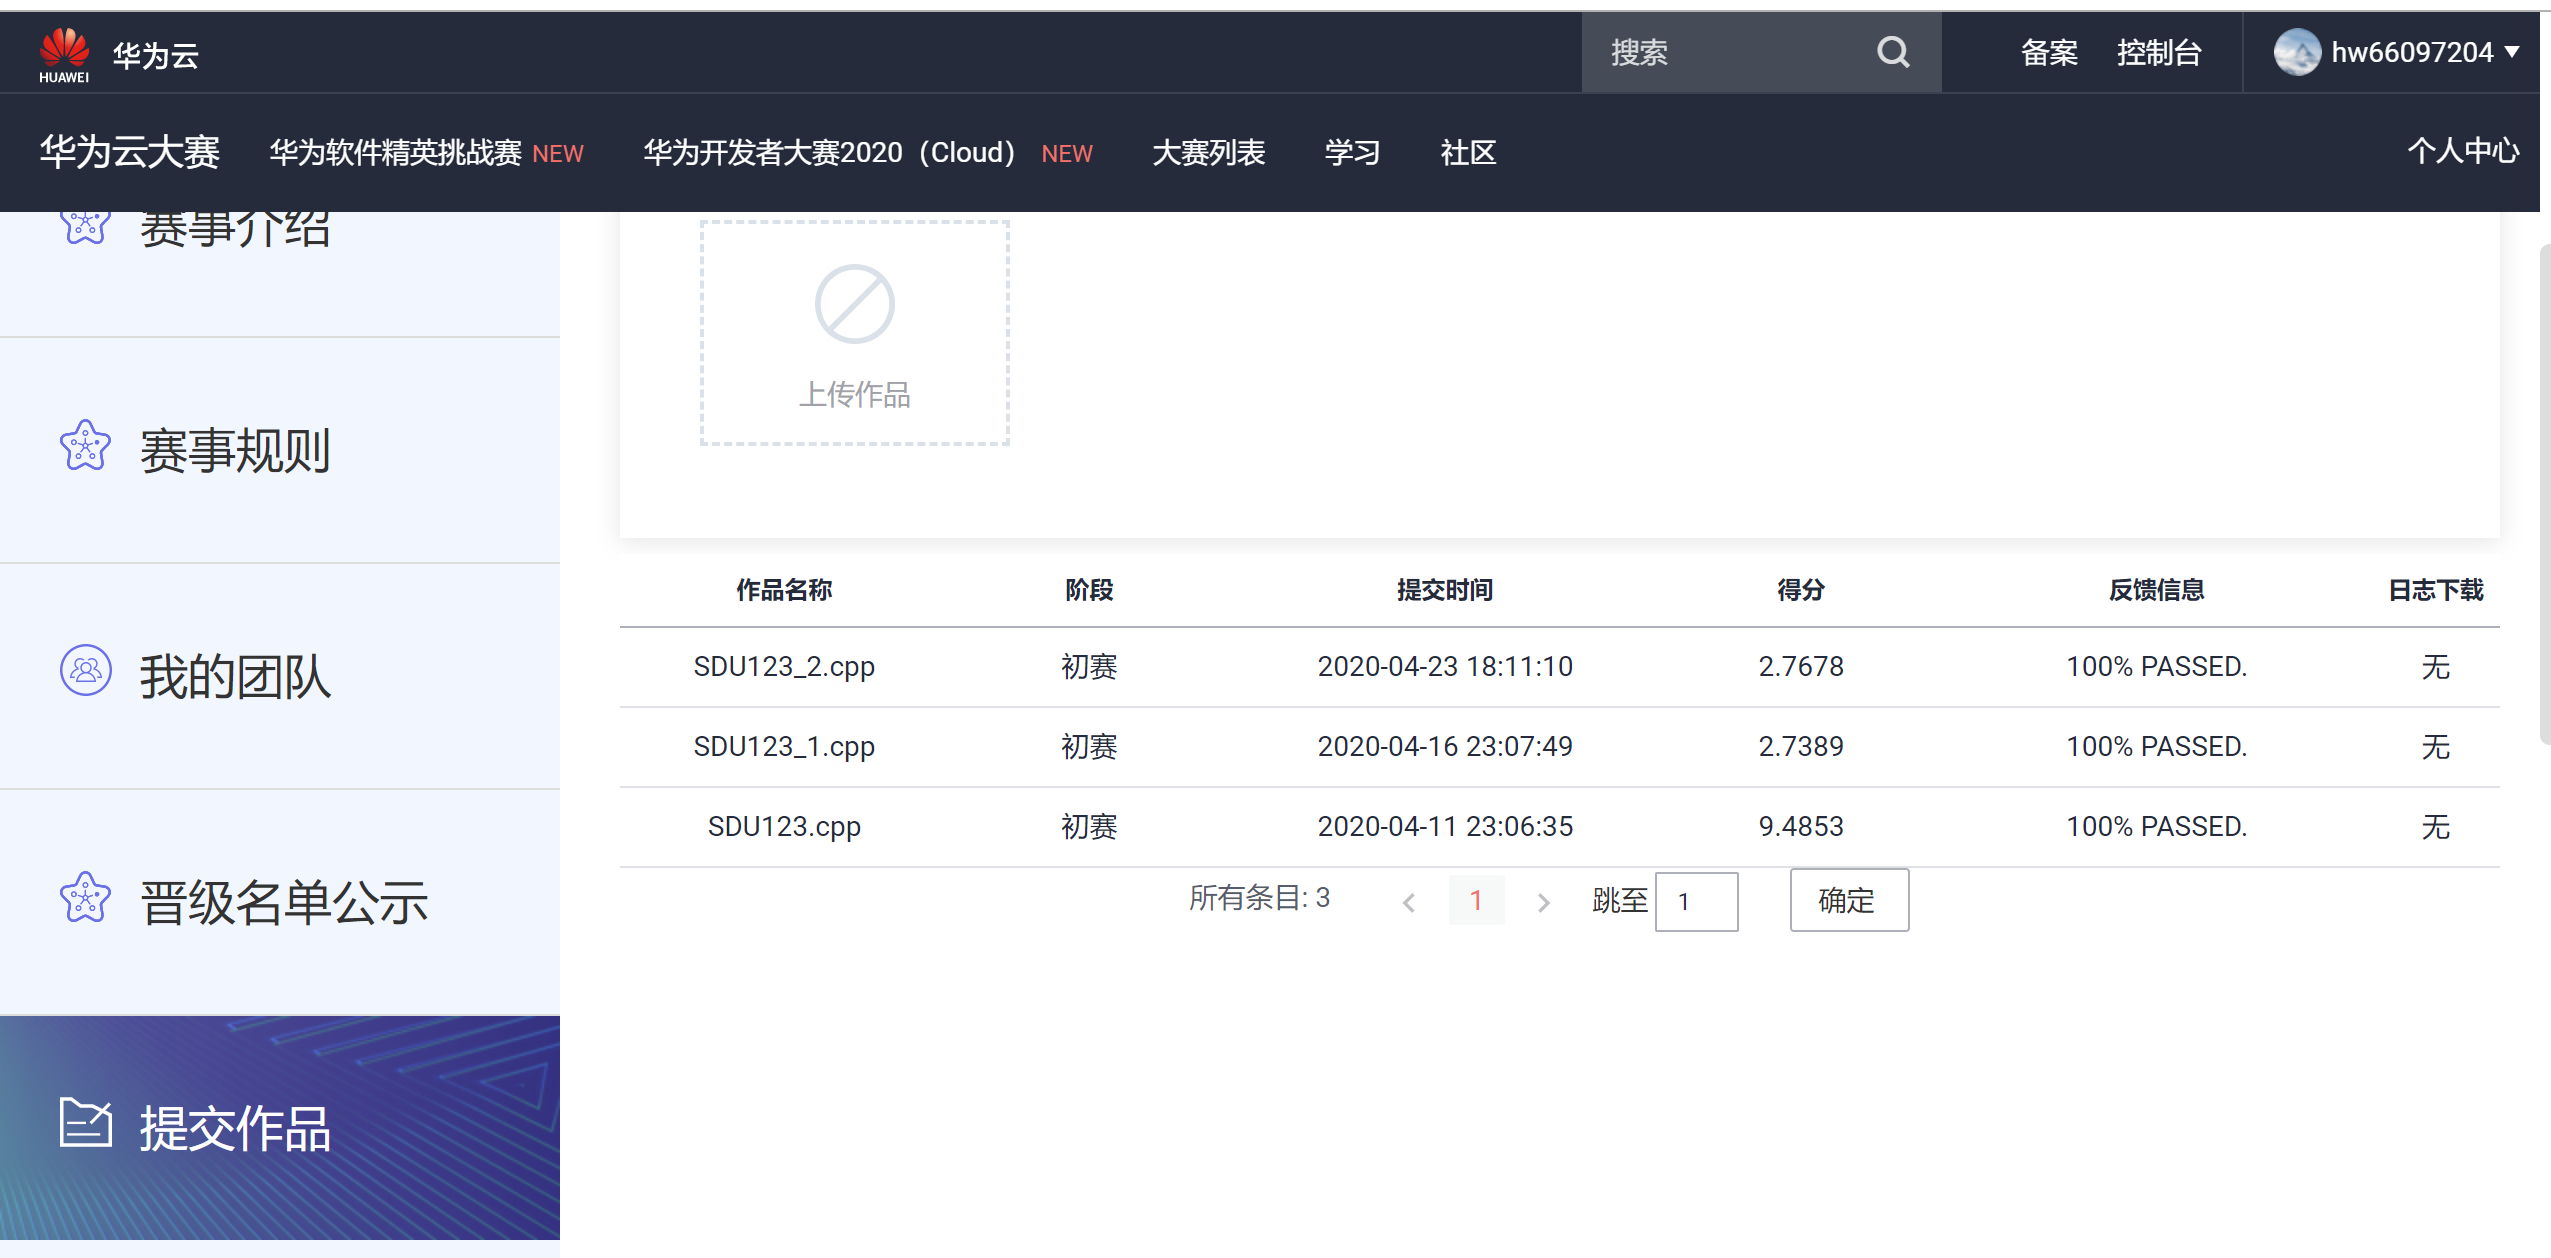 HUAWEI 华为云 搜索 备案 控制台 hw66097204
华为云大赛 华为软件精英挑战赛 NEW 华为开发者大赛2020（Cloud） NEW 大赛列表 学习 社区 个人中心
赛事介绍
赛事规则
我的团队
晋级名单公示
提交作品
上传作品
作品名称 阶段 提交时间 得分 反馈信息 日志下载
SDU123_2.cpp 初赛 2020-04-23 18:11:10 2.7678 100% PASSED. 无
SDU123_1.cpp 初赛 2020-04-16 23:07:49 2.7389 100% PASSED. 无
SDU123.cpp 初赛 2020-04-11 23:06:35 9.4853 100% PASSED. 无
所有条目: 3 1 跳至 1 确定